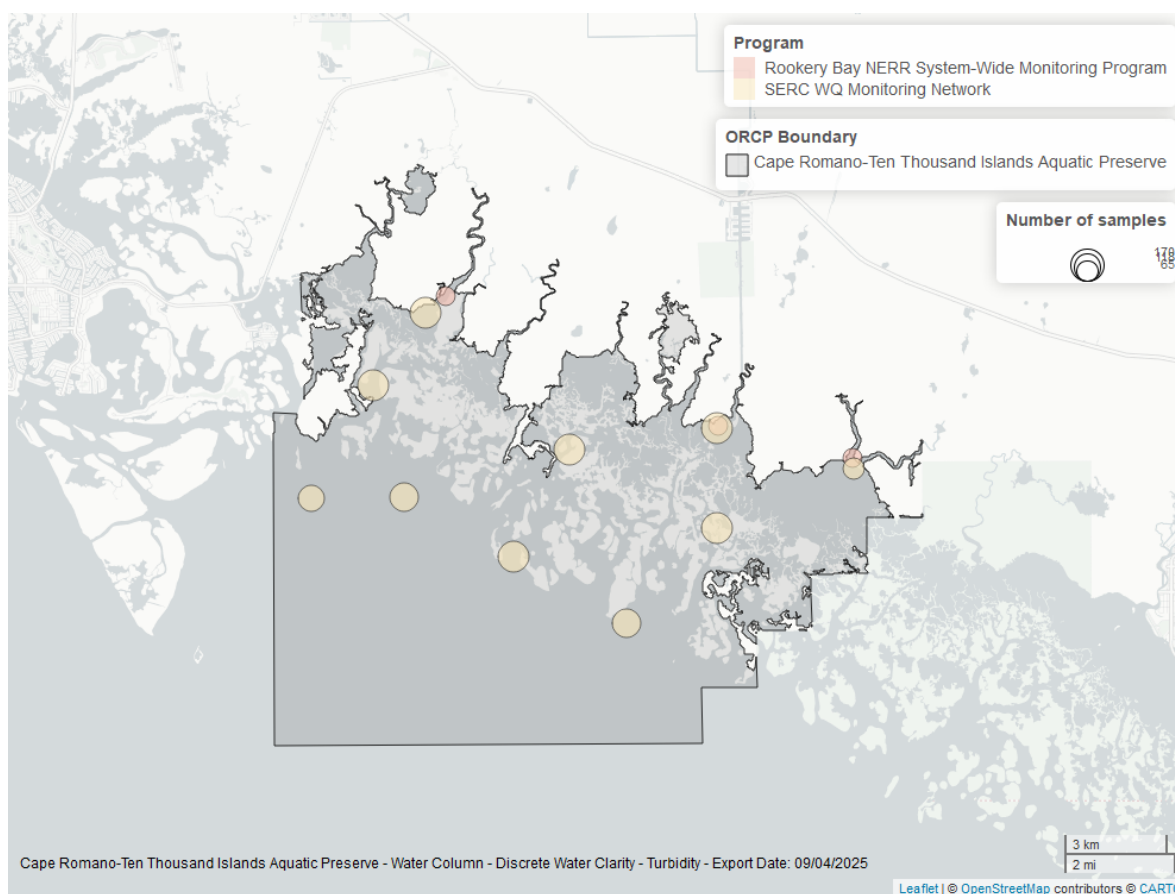 Program
Rookery Bay NERR System-Wide Monitoring Program
SERC WQ Monitoring Network
ORCP Boundary
Cape Romano-Ten Thousand Islands Aquatic Preserve
Number of samples
170
118
65
3 km
2 mi
Cape Romano-Ten Thousand Islands Aquatic Preserve - Water Column - Discrete Water Clarity - Turbidity - Export Date: 09/04/2025
Leaflet | © OpenStreetMap contributors © CART